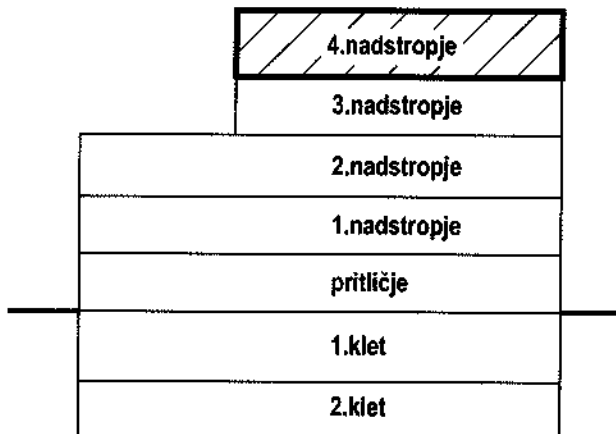 4.nadstropje
3.nadstropje
2.nadstropje
1.nadstropje
pritličje
1.klet
2.klet